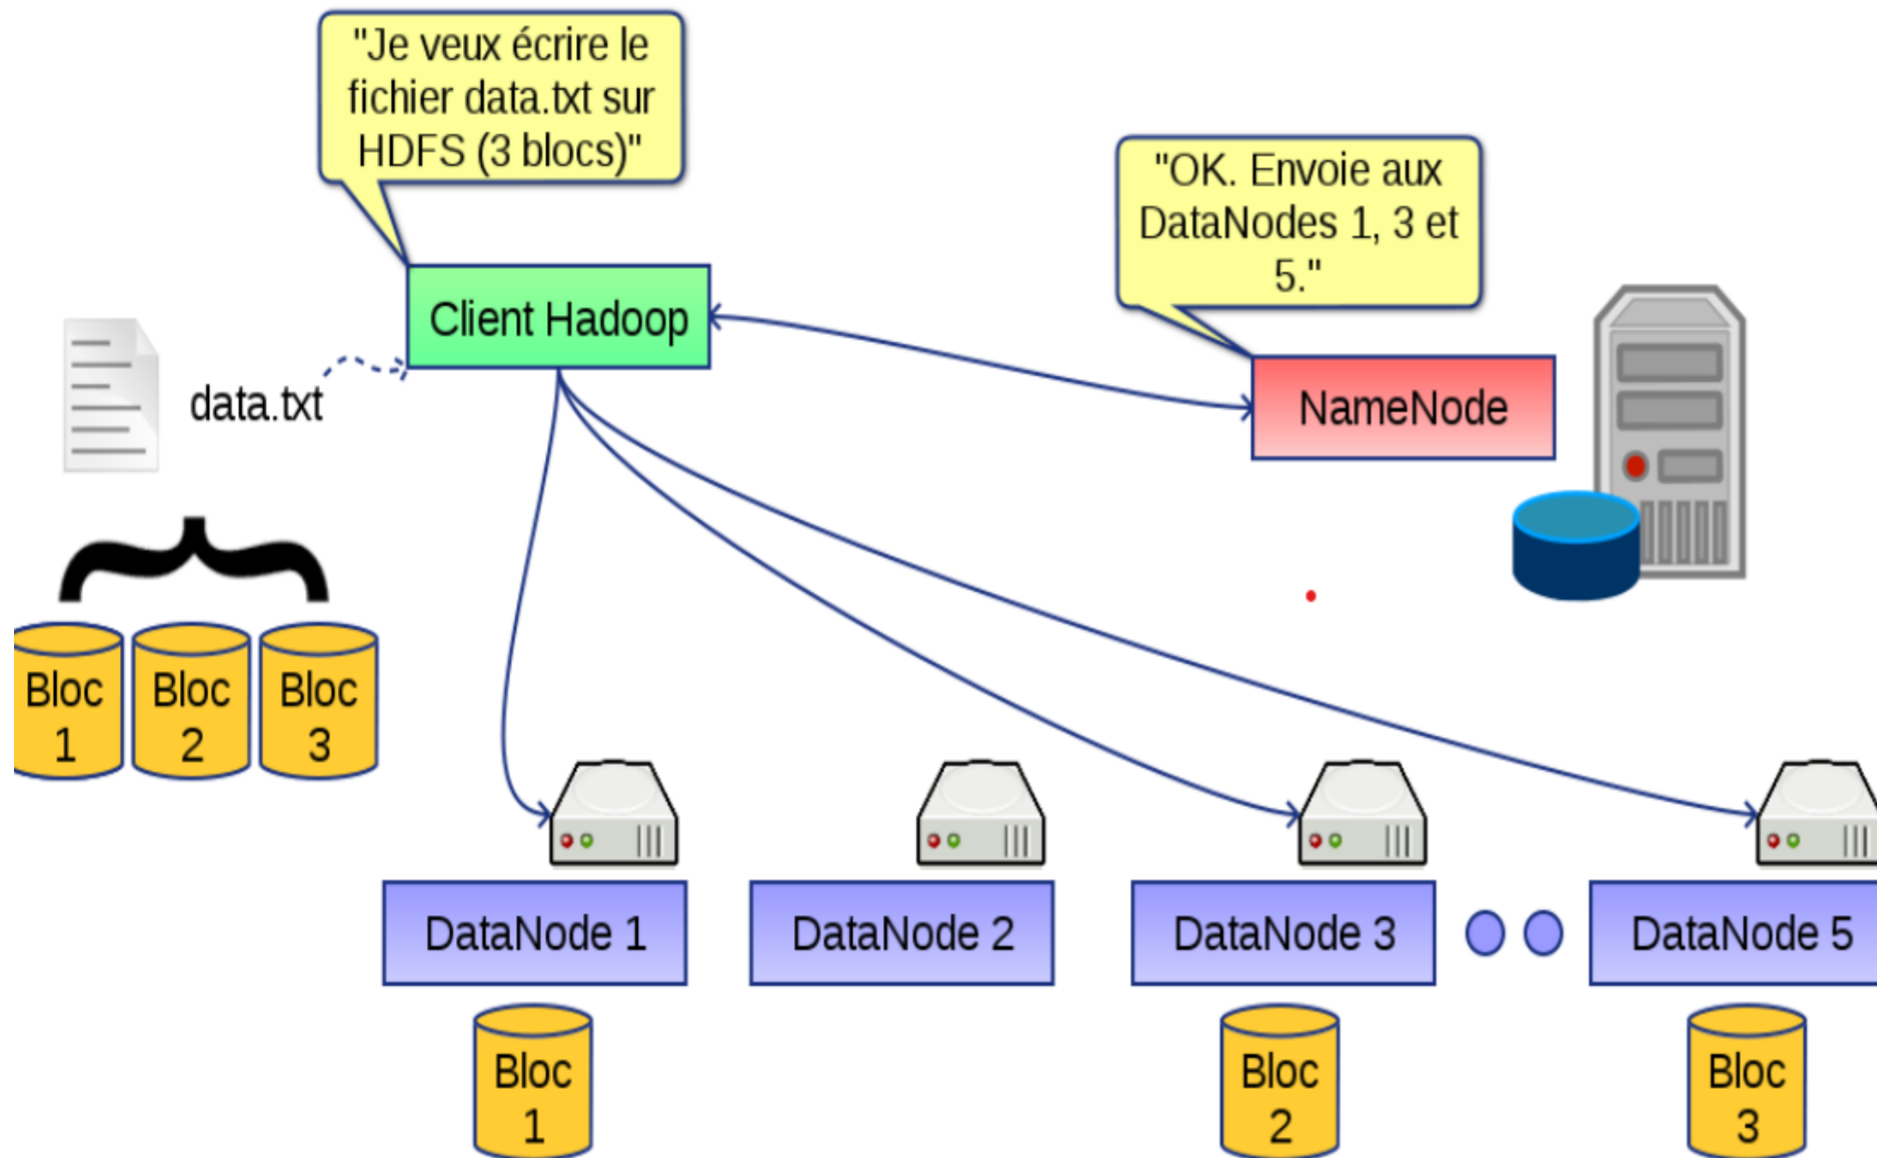 "Je veux écrire le
fichier data.txt sur
HDFS (3 blocs)"
"OK. Envoie aux
DataNodes 1, 3 et
5."
Client Hadoop
data.txt
NameNode
Bloc
1
Bloc
2
Bloc
3
DataNode 1
DataNode 2
DataNode 3
DataNode 5
Bloc
1
Bloc
2
Bloc
3